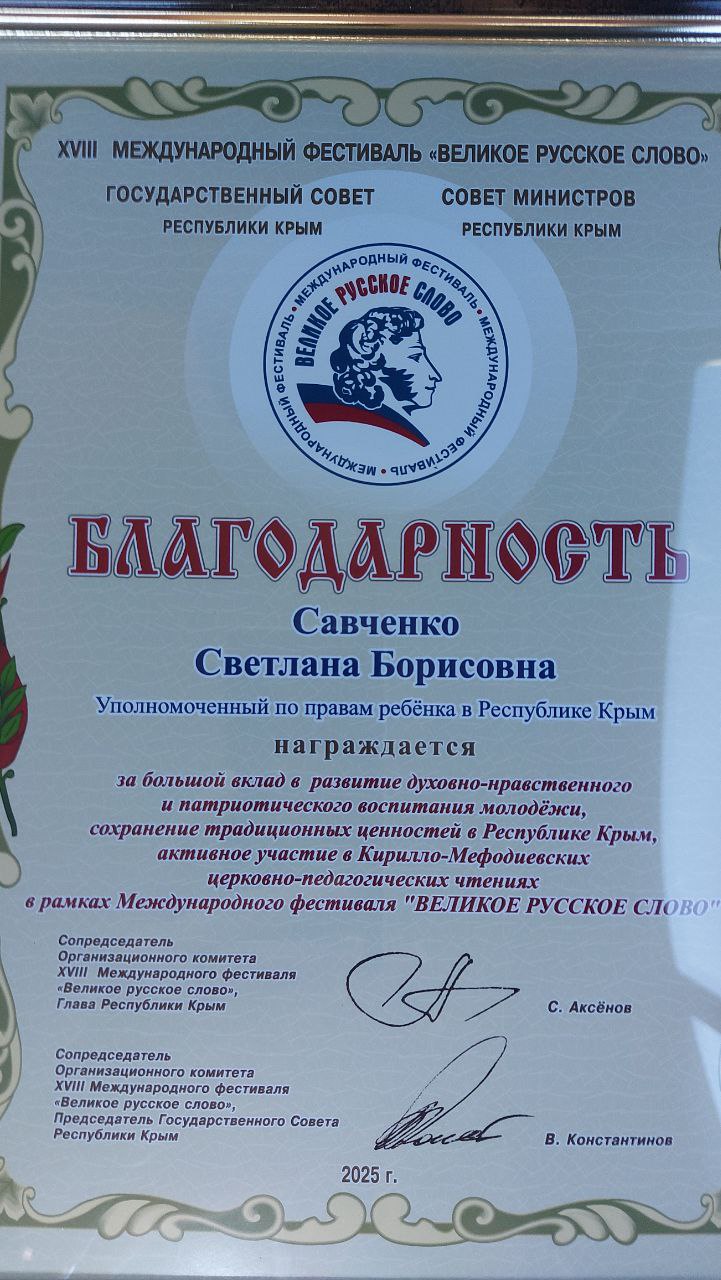 XVIII МЕЖДУНАРОДНЫЙ ФЕСТИВАЛЬ «ВЕЛИКОЕ РУССКОЕ СЛОВО»
ГОСУДАРСТВЕННЫЙ СОВЕТ
РЕСПУБЛИКИ КРЫМ
СОВЕТ МИНИСТРОВ
РЕСПУБЛИКИ КРЫМ
МЕЖДУНАРОДНЫЙ ФЕСТИВАЛЬ • МЕЖДУНАРОДНЫЙ ФЕСТИВАЛЬ • МЕЖДУНАРОДНЫЙ ФЕСТИВАЛЬ •
ВЕЛИКОЕ РУССКОЕ СЛОВО
БЛАГОДАРНОСТЬ
Савченко
Светлана Борисовна
Уполномоченный по правам ребёнка в Республике Крым
награждается
за большой вклад в развитие духовно-нравственного
и патриотического воспитания молодёжи,
сохранение традиционных ценностей в Республике Крым,
активное участие в Кирилло-Мефодиевских
церковно-педагогических чтениях
в рамках Международного фестиваля "ВЕЛИКОЕ РУССКОЕ СЛОВО"
Сопредседатель
Организационного комитета
XVIII Международного фестиваля
«Великое русское слово»,
Глава Республики Крым
С. Аксёнов
Сопредседатель
Организационного комитета
XVIII Международного фестиваля
«Великое русское слово»,
Председатель Государственного Совета
Республики Крым
В. Константинов
2025 г.